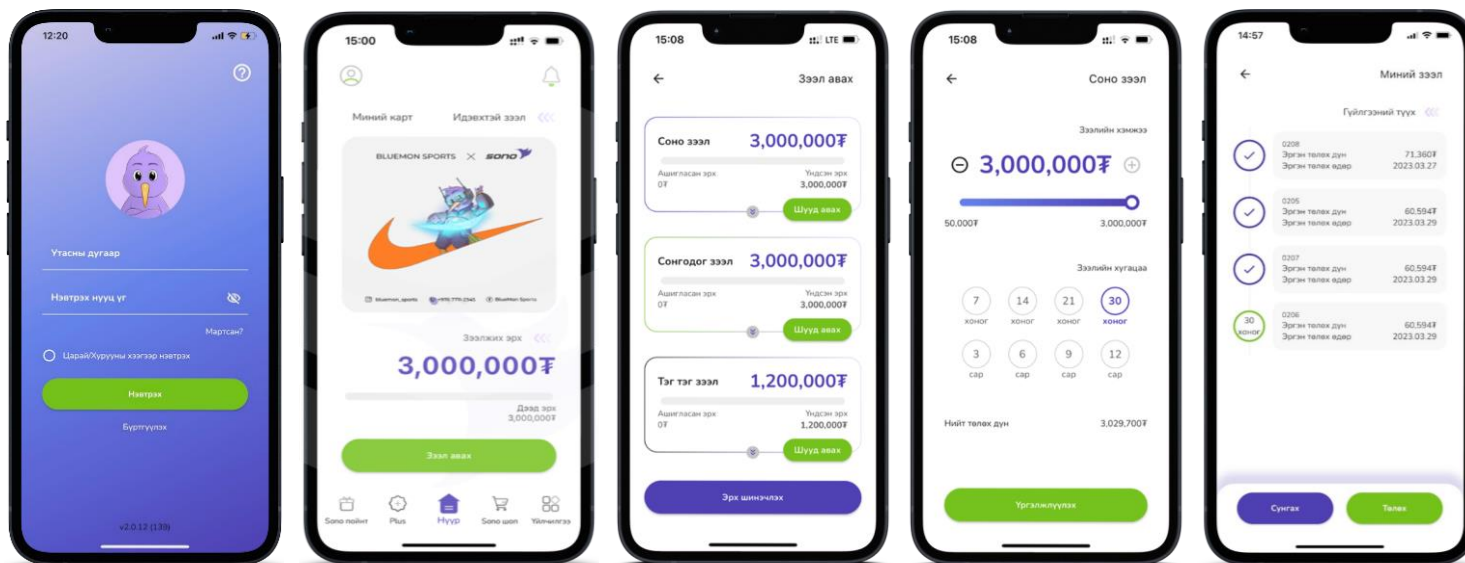 12:20
Утасны дугаар
Нэвтрэх нууц үг
Мартсан?
Царай/Хурууны хээгээр нэвтрэх
Нэвтрэх
Бүртгүүлэх
v2.0.12 (130)
15:00
Миний карт Идэвхтэй зээл
BLUEMON SPORTS × sono
bluemon_sports +976 7711-2345 BlueMon Sports
Зээлжих эрх
3,000,000₮
Дээд эрх
3,000,000₮
Зээл авах
Sono пойнт Plus Нүүр Sono шоп Үйлчилгээ
15:08 LTE
Зээл авах
Соно зээл 3,000,000₮
Ашигласан эрх Үндсэн эрх
0₮ 3,000,000₮
Шууд авах
Сонгодог зээл 3,000,000₮
Ашигласан эрх Үндсэн эрх
0₮ 3,000,000₮
Шууд авах
Тэг тэг зээл 1,200,000₮
Ашигласан эрх Үндсэн эрх
0₮ 1,200,000₮
Шууд авах
Эрх шинэчлэх
15:08
Соно зээл
Зээлийн хэмжээ
3,000,000₮
50,000₮ 3,000,000₮
Зээлийн хугацаа
7 14 21 30
хоног хоног хоног хоног
3 6 9 12
сар сар сар сар
Нийт төлөх дүн 3,029,700₮
Үргэлжлүүлэх
14:57
Миний зээл
Гүйлгээний түүх
0208
Эргэн төлөх дүн 71,360₮
Эргэн төлөх өдөр 2023.03.27
0205
Эргэн төлөх дүн 60,594₮
Эргэн төлөх өдөр 2023.03.29
0207
Эргэн төлөх дүн 60,594₮
Эргэн төлөх өдөр 2023.03.29
30
хоног
0206
Эргэн төлөх дүн 60,594₮
Эргэн төлөх өдөр 2023.03.29
Сунгах Төлөх